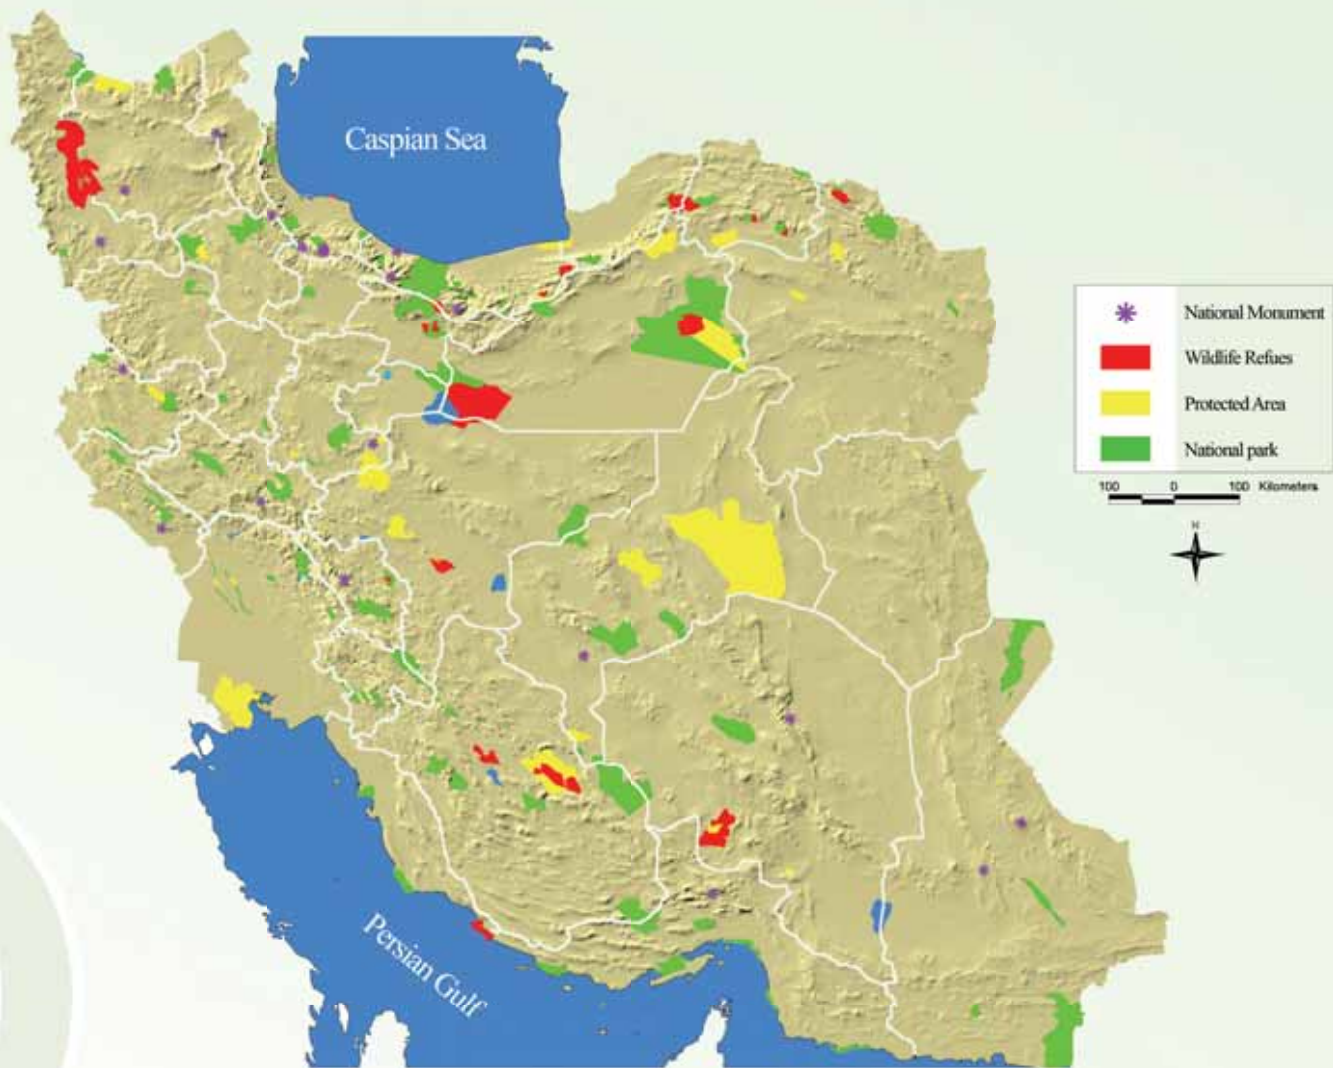 Caspian Sea
National Monument
Wildlife Refues
Protected Area
National park
100 0 100 Kilometers
N
Persian Gulf